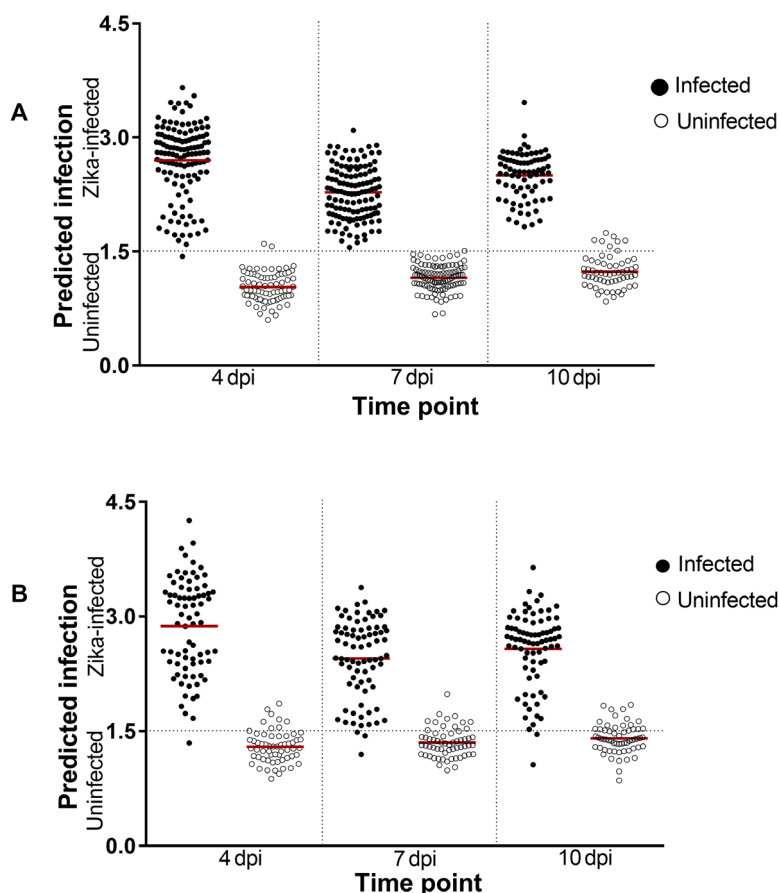 A
4.5
3.0
1.5
0.0
Predicted infection
Uninfected Zika-infected
Infected
Uninfected
4 dpi 7 dpi 10 dpi
Time point
B
4.5
3.0
1.5
0.0
Predicted infection
Uninfected Zika-infected
Infected
Uninfected
4 dpi 7 dpi 10 dpi
Time point